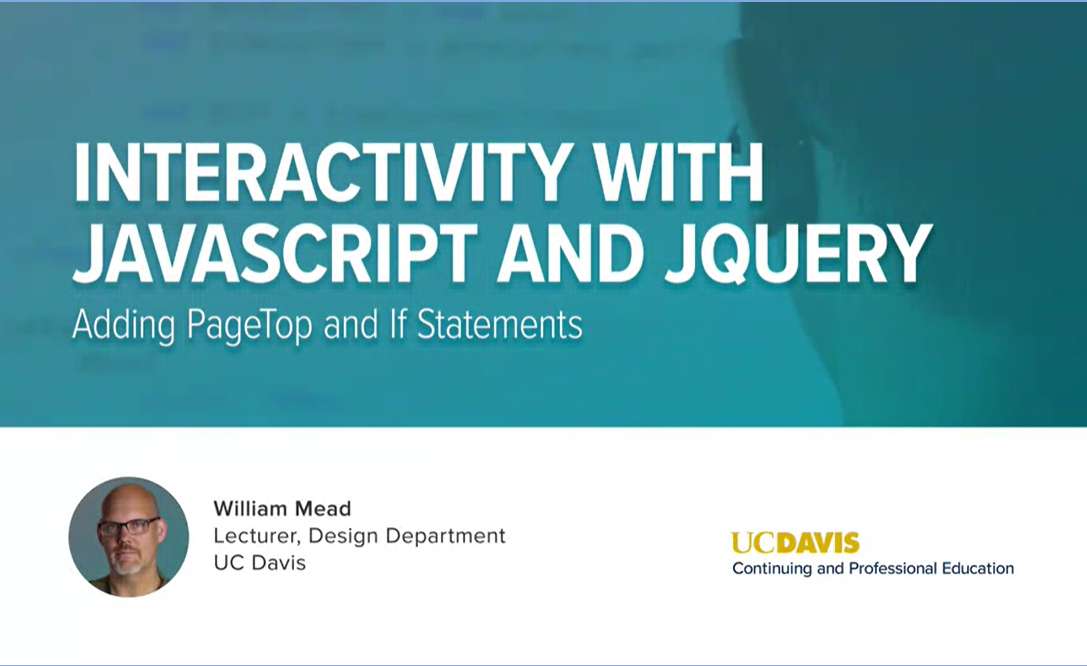 INTERACTIVITY WITH
JAVASCRIPT AND JQUERY
Adding PageTop and If Statements
William Mead
Lecturer, Design Department
UC Davis
UCDAVIS
Continuing and Professional Education